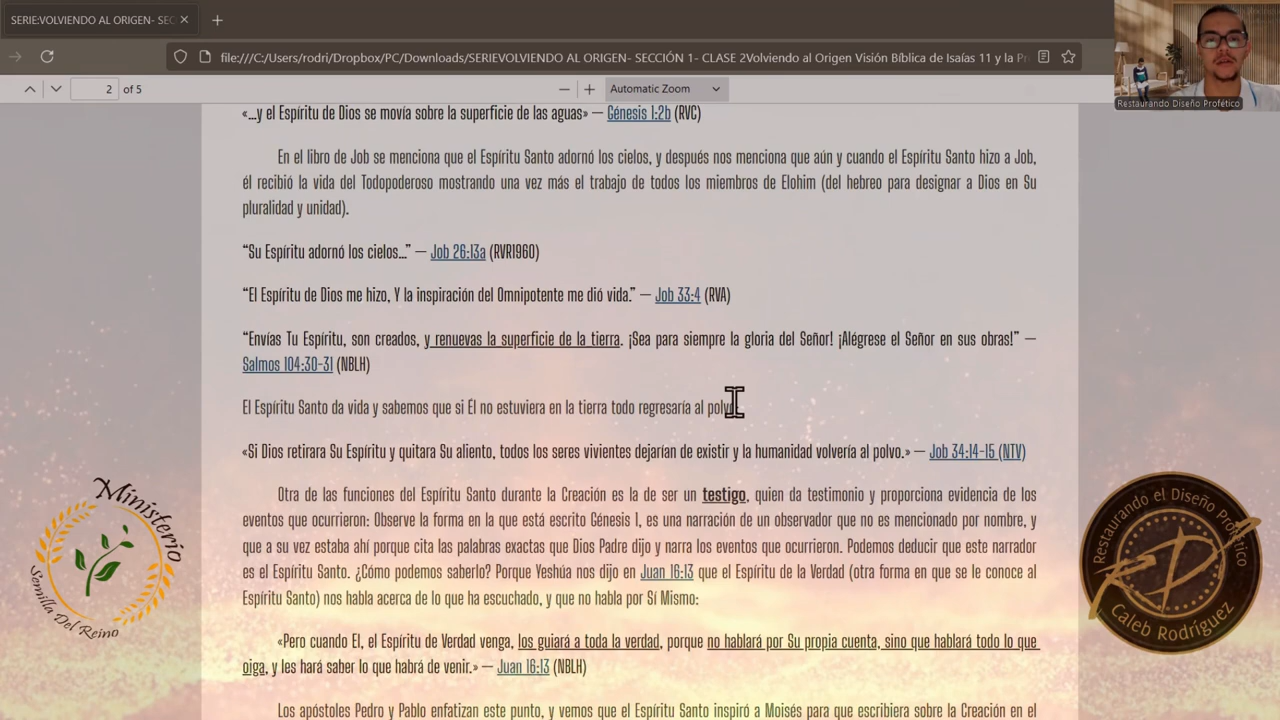 SERIE:VOLVIENDO AL ORIGEN- SEC
file:///C:/Users/rodri/Dropbox/PC/Downloads/SERIEVOLVIENDO AL ORIGEN- SECCIÓN 1- CLASE 2Volviendo al Origen Visión Bíblica de Isaías 11 y la Pr
2 of 5
Automatic Zoom
Restaurando Diseño Profético
«...y el Espíritu de Dios se movía sobre la superficie de las aguas» — Génesis 1:2b (RVC)
En el libro de Job se menciona que el Espíritu Santo adornó los cielos, y después nos menciona que aún y cuando el Espíritu Santo hizo a Job,
él recibió la vida del Todopoderoso mostrando una vez más el trabajo de todos los miembros de Elohim (del hebreo para designar a Dios en Su
pluralidad y unidad).
“Su Espíritu adornó los cielos...” — Job 26:13a (RVR1960)
“El Espíritu de Dios me hizo, Y la inspiración del Omnipotente me dió vida.” — Job 33:4 (RVA)
“Envías Tu Espíritu, son creados, y renuevas la superficie de la tierra. ¡Sea para siempre la gloria del Señor! ¡Alégrese el Señor en sus obras!” —
Salmos 104:30-31 (NBLH)
El Espíritu Santo da vida y sabemos que si Él no estuviera en la tierra todo regresaría al polvo.
«Si Dios retirara Su Espíritu y quitara Su aliento, todos los seres vivientes dejarían de existir y la humanidad volvería al polvo.» — Job 34:14-15 (NTV)
Otra de las funciones del Espíritu Santo durante la Creación es la de ser un testigo, quien da testimonio y proporciona evidencia de los
eventos que ocurrieron: Observe la forma en la que está escrito Génesis 1, es una narración de un observador que no es mencionado por nombre, y
que a su vez estaba ahí porque cita las palabras exactas que Dios Padre dijo y narra los eventos que ocurrieron. Podemos deducir que este narrador
es el Espíritu Santo. ¿Cómo podemos saberlo? Porque Yeshúa nos dijo en Juan 16:13 que el Espíritu de la Verdad (otra forma en que se le conoce al
Espíritu Santo) nos habla acerca de lo que ha escuchado, y que no habla por Sí Mismo:
«Pero cuando El, el Espíritu de Verdad venga, los guiará a toda la verdad, porque no hablará por Su propia cuenta, sino que hablará todo lo que
oiga, y les hará saber lo que habrá de venir.» — Juan 16:13 (NBLH)
Los apóstoles Pedro y Pablo enfatizan este punto, y vemos que el Espíritu Santo inspiró a Moisés para que escribiera sobre la Creación en el
Ministerio
Semilla Del Reino
Restaurando el Diseño Profético
RD
Caleb Rodríguez